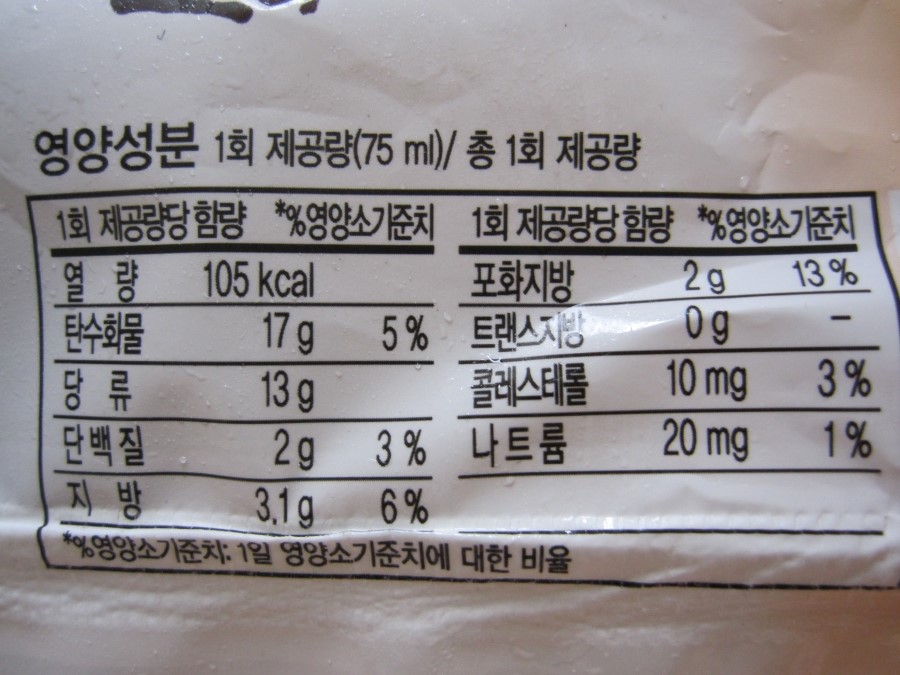 영양성분 1회 제공량(75 ml)/ 총 1회 제공량
1회 제공량당 함량 *%영양소기준치 1회 제공량당 함량 *%영양소기준치
열 량 105 kcal 포화지방 2 g 13 %
탄수화물 17 g 5 % 트랜스지방 0 g –
당 류 13 g 콜레스테롤 10 mg 3 %
단백질 2 g 3 % 나트륨 20 mg 1 %
지 방 3.1 g 6 %
*%영양소기준치: 1일 영양소기준치에 대한 비율